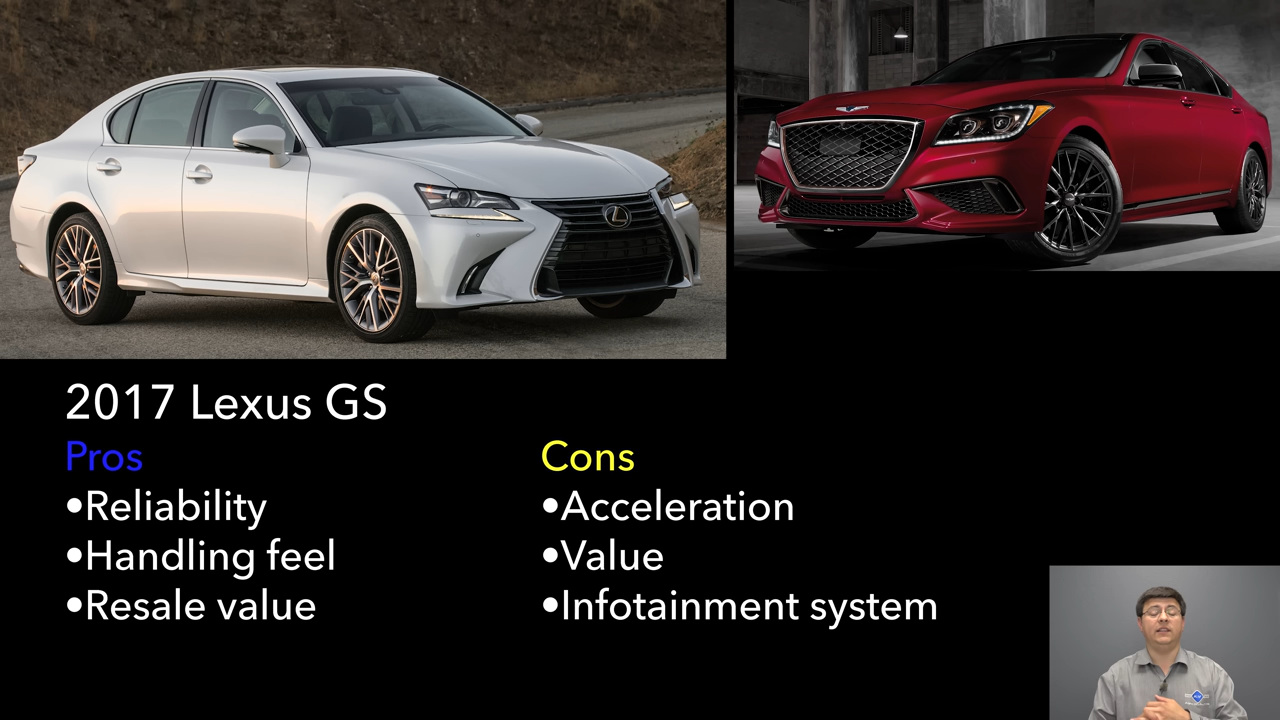 2017 Lexus GS
Pros
•Reliability
•Handling feel
•Resale value
Cons
•Acceleration
•Value
•Infotainment system